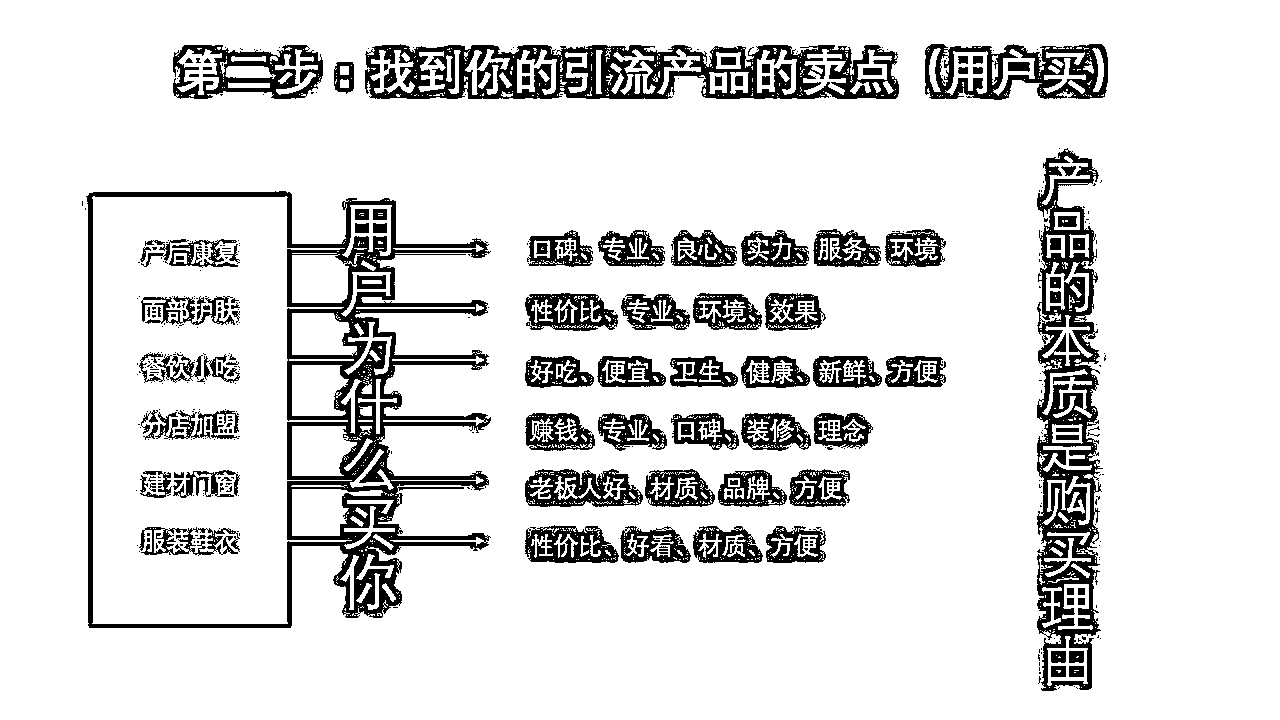 第二步：找到你的引流产品的卖点（用户买）
产后康复
面部护肤
餐饮小吃
分店加盟
建材门窗
服装鞋衣
用户为什么买你
口碑、专业、良心、实力、服务、环境
性价比、专业、环境、效果
好吃、便宜、卫生、健康、新鲜、方便
赚钱、专业、口碑、装修、理念
老板人好、材质、品牌、方便
性价比、好看、材质、方便
产品的本质是购买理由